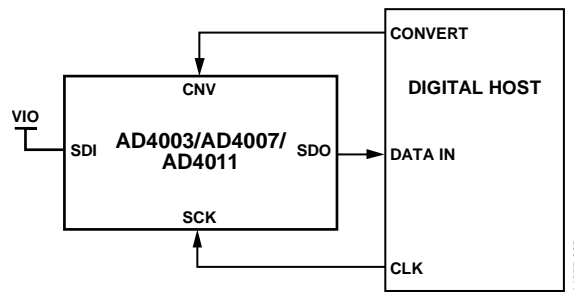 CONVERT
CNV
DIGITAL HOST
VIO
SDI
AD4003/AD4007/
AD4011
SDO
DATA IN
SCK
CLK